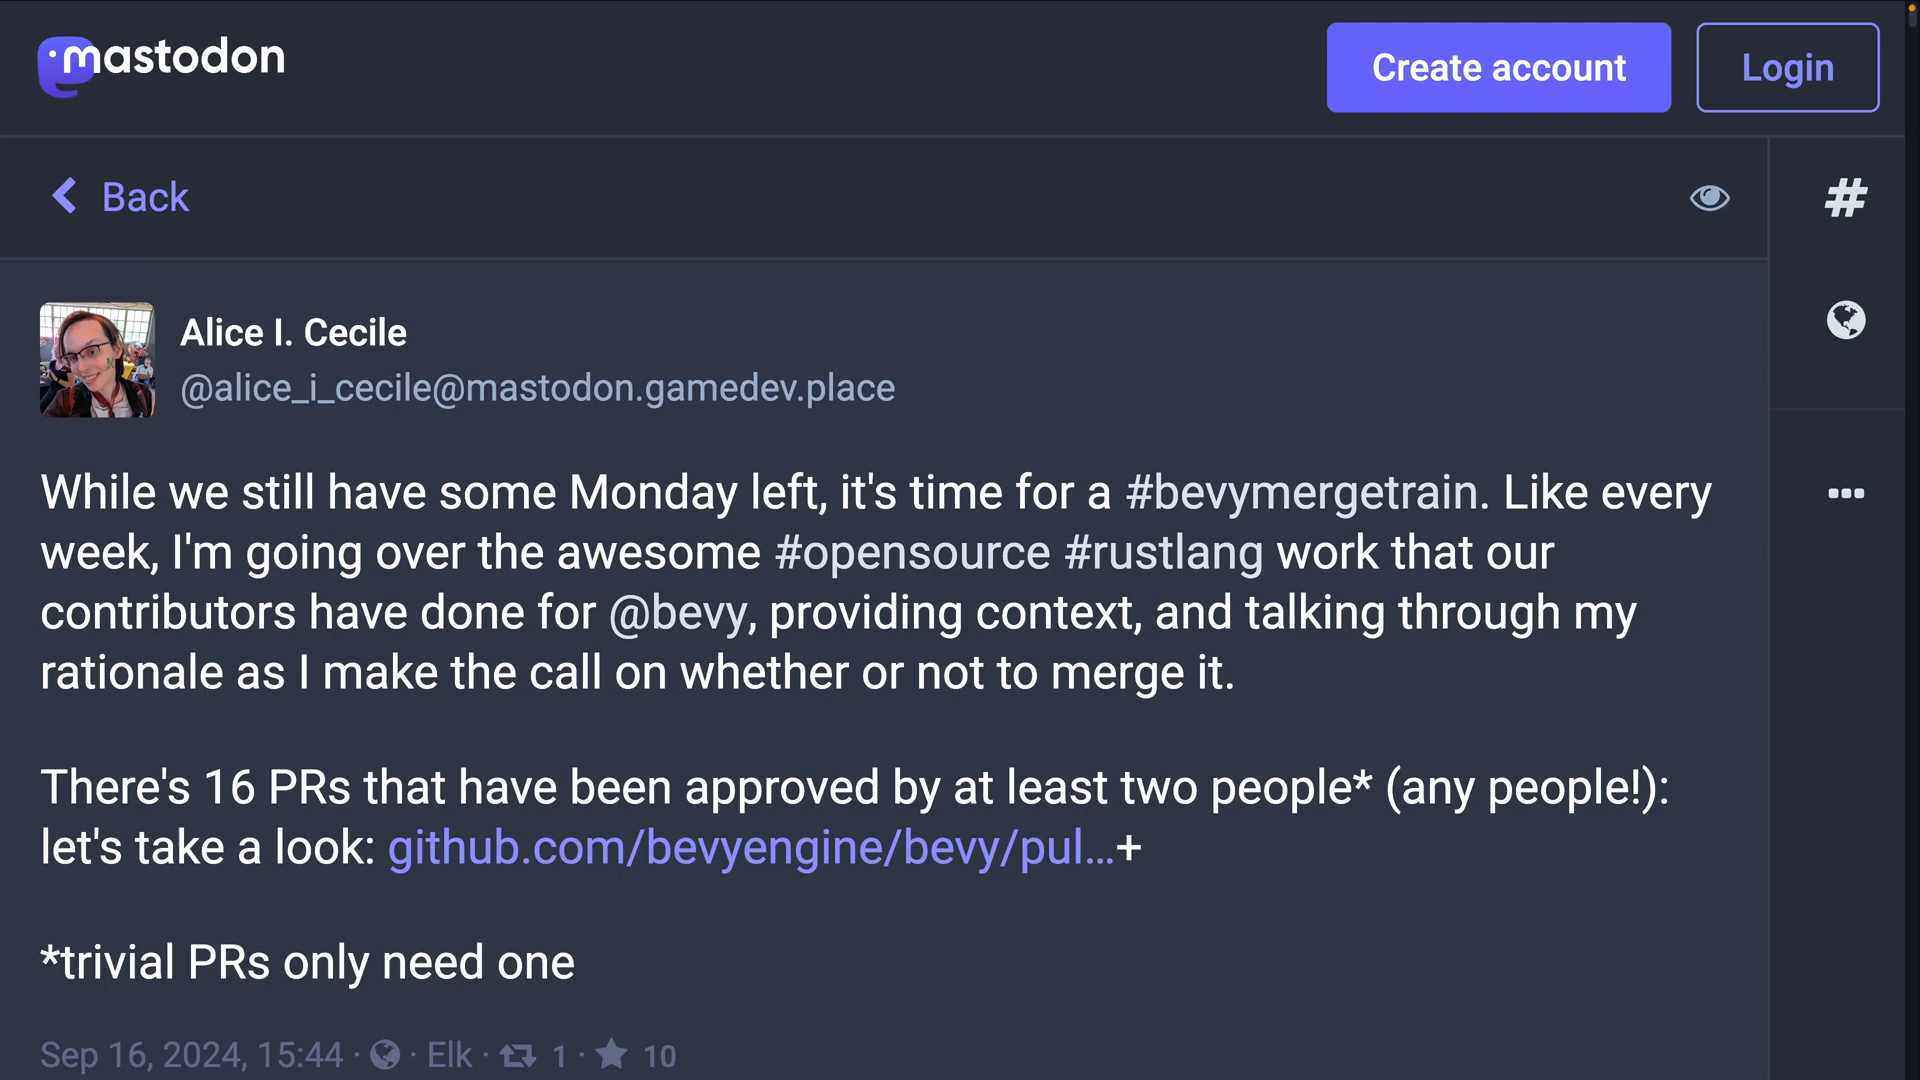 mastodon
Create account
Login
Back
#
Alice I. Cecile
@alice_i_cecile@mastodon.gamedev.place
While we still have some Monday left, it's time for a #bevymergetrain. Like every
week, I'm going over the awesome #opensource #rustlang work that our
contributors have done for @bevy, providing context, and talking through my
rationale as I make the call on whether or not to merge it.
There's 16 PRs that have been approved by at least two people* (any people!):
let's take a look: github.com/bevyengine/bevy/pul...+
*trivial PRs only need one
Sep 16, 2024, 15:44 · Elk · 1 · 10